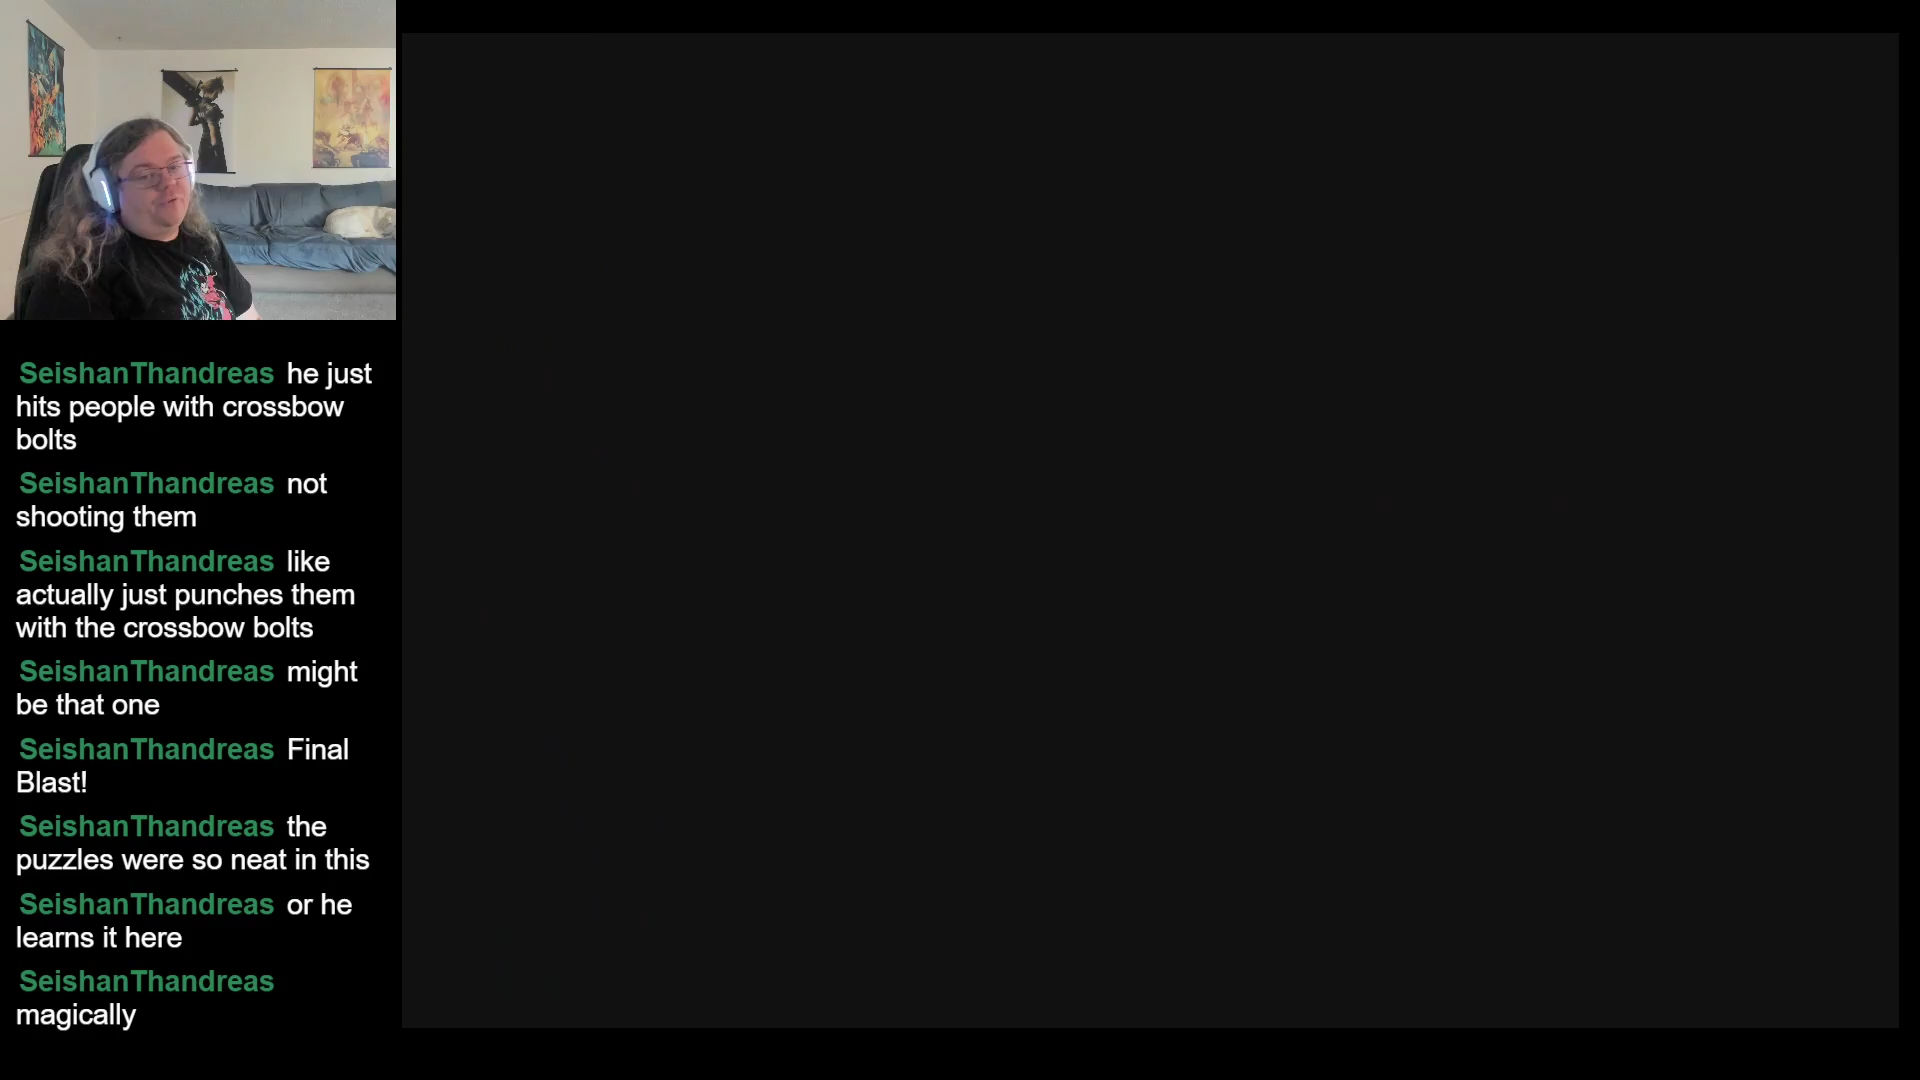 SeishanThandreas he just
hits people with crossbow
bolts
SeishanThandreas not
shooting them
SeishanThandreas like
actually just punches them
with the crossbow bolts
SeishanThandreas might
be that one
SeishanThandreas Final
Blast!
SeishanThandreas the
puzzles were so neat in this
SeishanThandreas or he
learns it here
SeishanThandreas
magically